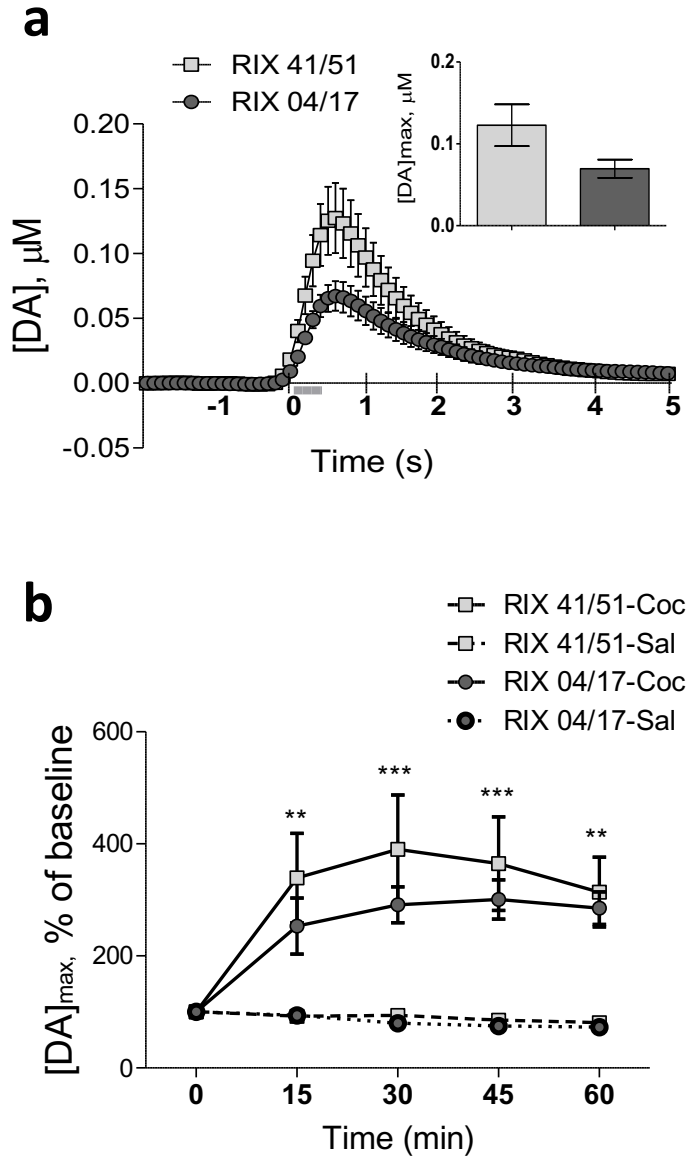 a
RIX 41/51
RIX 04/17
[DA]max, μM
0.2
0.1
0.0
[DA], μM
0.20
0.15
0.10
0.05
0.00
-0.05
-1 0 1 2 3 4 5
Time (s)
b
RIX 41/51-Coc
RIX 41/51-Sal
RIX 04/17-Coc
RIX 04/17-Sal
[DA]max, % of baseline
600
400
200
0
** *** *** **
0 15 30 45 60
Time (min)